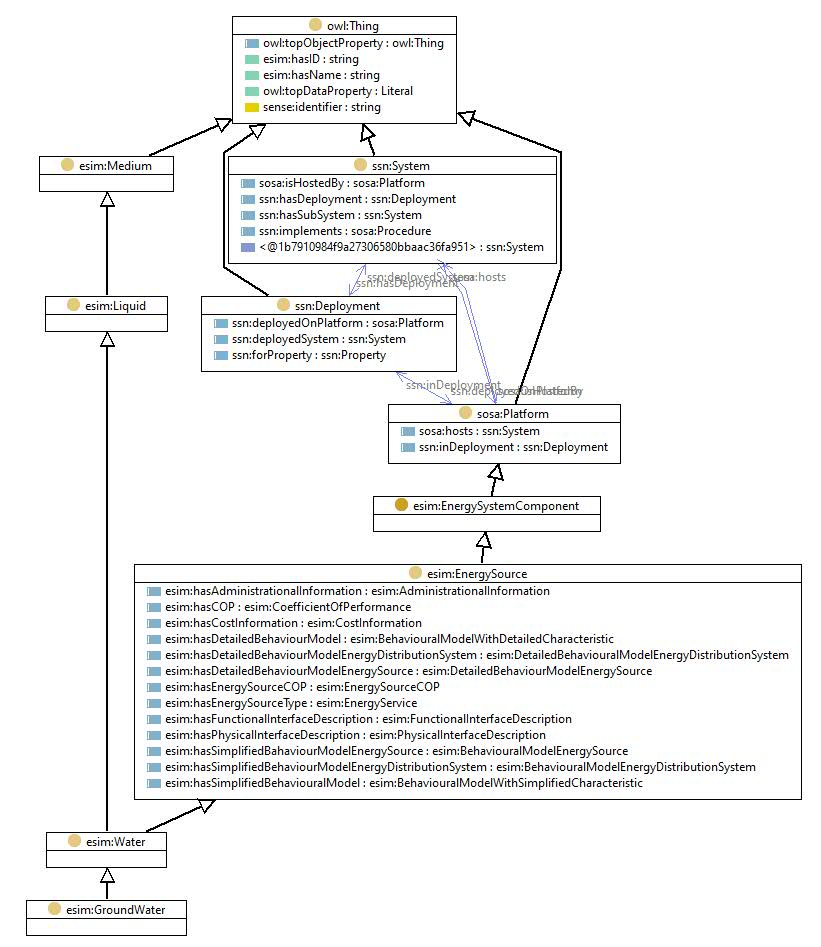 owl:Thing
owl:topObjectProperty : owl:Thing
esim:hasID : string
esim:hasName : string
owl:topDataProperty : Literal
sense:identifier : string
esim:Medium
ssn:System
sosa:isHostedBy : sosa:Platform
ssn:hasDeployment : ssn:Deployment
ssn:hasSubSystem : ssn:System
ssn:implements : sosa:Procedure
<@1b7910984f9a27306580bbaac36fa951> : ssn:System
ssn:deployedSystem
sosa:hosts
ssn:hasDeployment
esim:Liquid
ssn:Deployment
ssn:deployedOnPlatform : sosa:Platform
ssn:deployedSystem : ssn:System
ssn:forProperty : ssn:Property
ssn:inDeployment
sosa:Platform
sosa:hosts : ssn:System
ssn:inDeployment : ssn:Deployment
esim:EnergySystemComponent
esim:EnergySource
esim:hasAdministrationalInformation : esim:AdministrationalInformation
esim:hasCOP : esim:CoefficientOfPerformance
esim:hasCostInformation : esim:CostInformation
esim:hasDetailedBehaviourModel : esim:BehaviouralModelWithDetailedCharacteristic
esim:hasDetailedBehaviourModelEnergyDistributionSystem : esim:DetailedBehaviouralModelEnergyDistributionSystem
esim:hasDetailedBehaviourModelEnergySource : esim:DetailedBehaviourModelEnergySource
esim:hasEnergySourceCOP : esim:EnergySourceCOP
esim:hasEnergySourceType : esim:EnergyService
esim:hasFunctionalInterfaceDescription : esim:FunctionalInterfaceDescription
esim:hasPhysicalInterfaceDescription : esim:PhysicalInterfaceDescription
esim:hasSimplifiedBahaviourModelEnergySource : esim:BehaviouralModelEnergySource
esim:hasSimplifiedBehaviourModelEnergyDistributionSystem : esim:BehaviouralModelEnergyDistributionSystem
esim:hasSimplifiedBehaviouralModel : esim:BehaviouralModelWithSimplifiedCharacteristic
esim:Water
esim:GroundWater